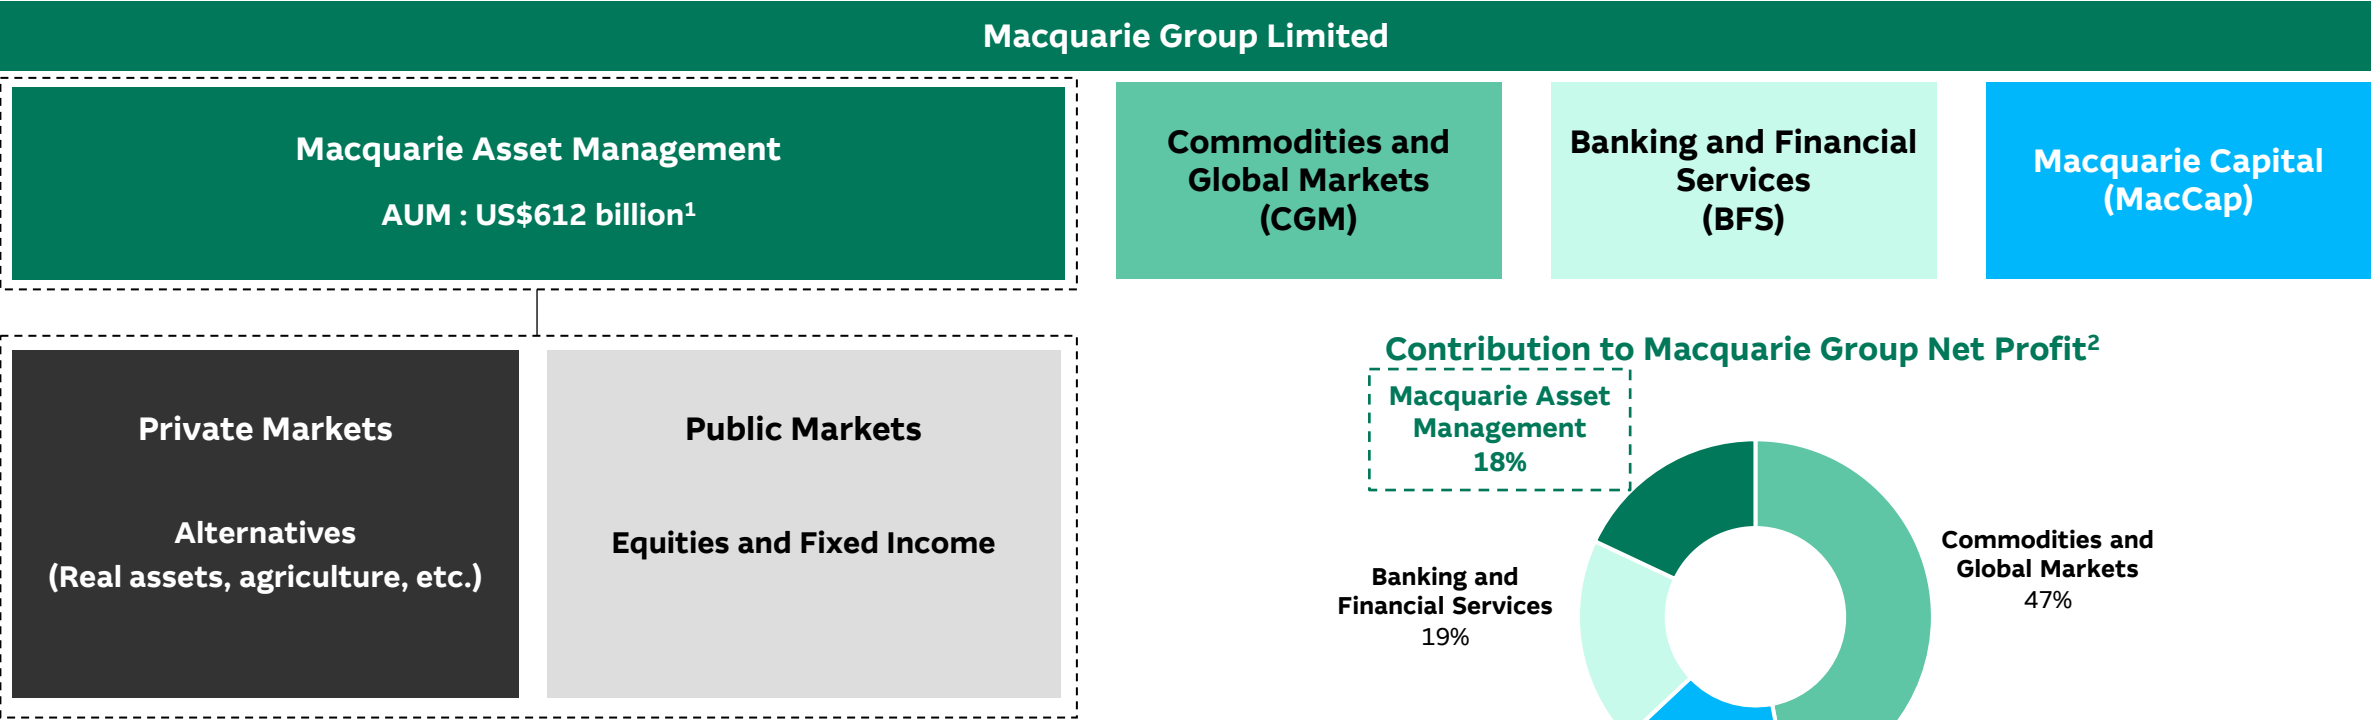 Macquarie Group Limited
Macquarie Asset Management
AUM : US$612 billion¹
Commodities and
Global Markets
(CGM)
Banking and Financial
Services
(BFS)
Macquarie Capital
(MacCap)
Private Markets
Alternatives
(Real assets, agriculture, etc.)
Public Markets
Equities and Fixed Income
Contribution to Macquarie Group Net Profit²
Macquarie Asset
Management
18%
Commodities and
Global Markets
47%
Banking and
Financial Services
19%